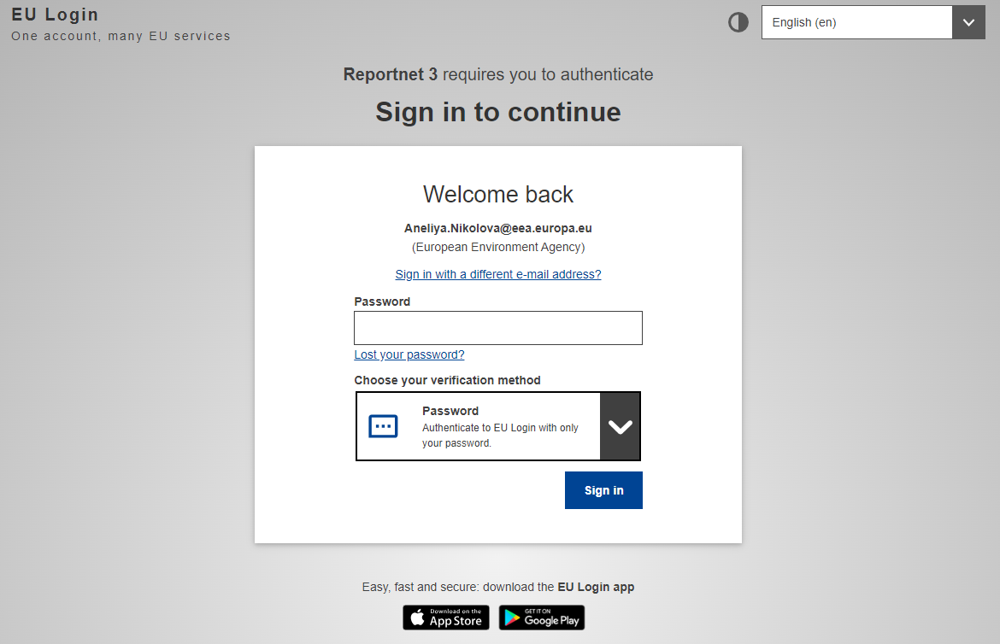 EU Login
One account, many EU services
English (en)
Reportnet 3 requires you to authenticate
Sign in to continue
Welcome back
Aneliya.Nikolova@eea.europa.eu
(European Environment Agency)
Sign in with a different e-mail address?
Password
Lost your password?
Choose your verification method
Password
Authenticate to EU Login with only
your password.
Sign in
Easy, fast and secure: download the EU Login app
Download on the
App Store
GET IT ON
Google Play